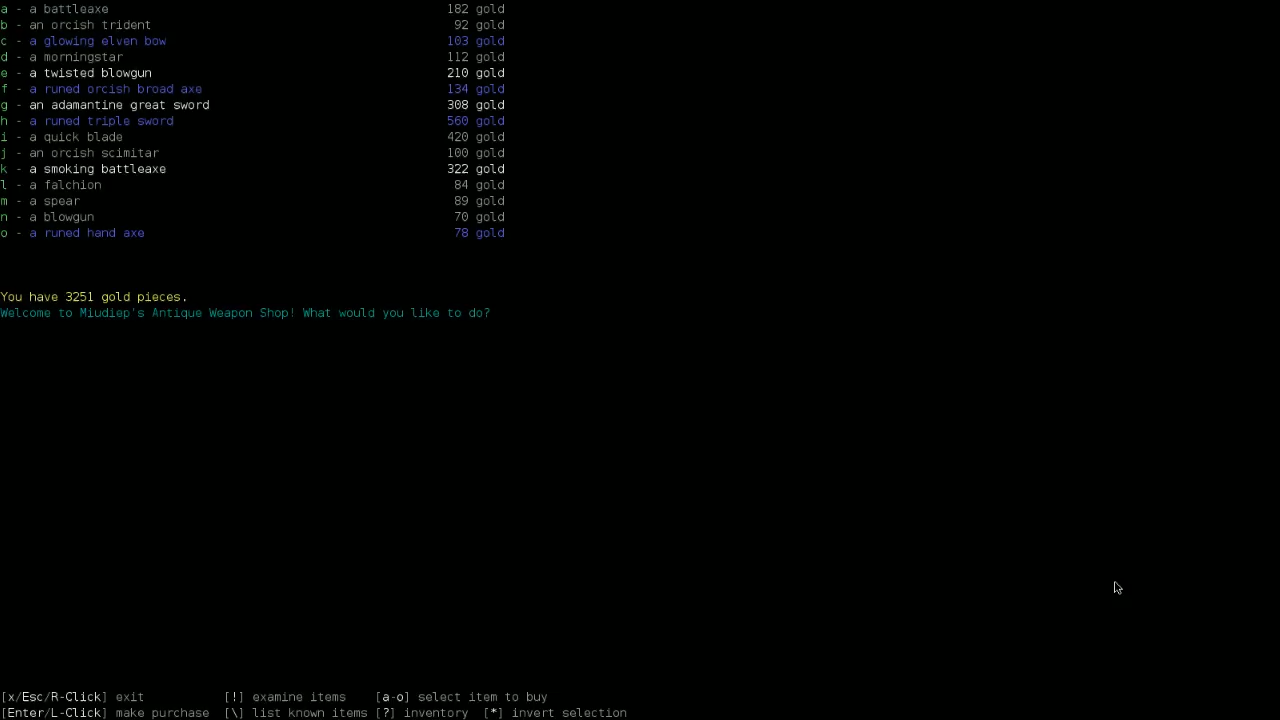 a - a battleaxe 182 gold
b - an orcish trident 92 gold
c - a glowing elven bow 103 gold
d - a morningstar 112 gold
e - a twisted blowgun 210 gold
f - a runed orcish broad axe 134 gold
g - an adamantine great sword 308 gold
h - a runed triple sword 560 gold
i - a quick blade 420 gold
j - an orcish scimitar 100 gold
k - a smoking battleaxe 322 gold
l - a falchion 84 gold
m - a spear 89 gold
n - a blowgun 70 gold
o - a runed hand axe 78 gold
You have 3251 gold pieces.
Welcome to Miudiep's Antique Weapon Shop! What would you like to do?
[x/Esc/R-Click] exit [!] examine items [a-o] select item to buy
[Enter/L-Click] make purchase [\] list known items [?] inventory [*] invert selection